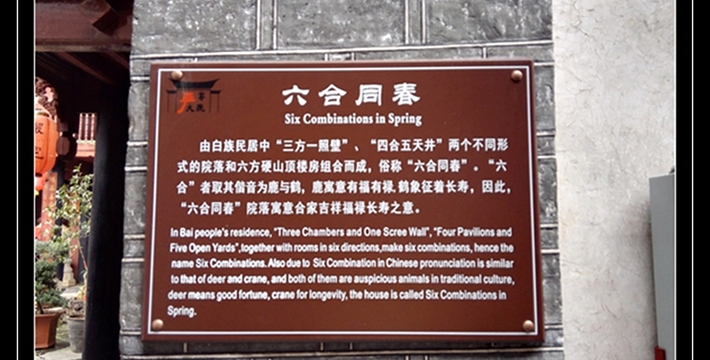 六合同春
Six Combinations in Spring
由白族民居中“三方一照壁”、“四合五天井”两个不同形
式的院落和六方硬山顶楼房组合而成，俗称“六合同春”。“六
合”者取其偕音为鹿与鹤，鹿寓意有福有禄，鹤象征着长寿，因此，
“六合同春”院落寓意合家吉祥福禄长寿之意。
In Bai people's residence, "Three Chambers and One Scree Wall", "Four Pavilions and
Five Open Yards",together with rooms in six directions,make six combinations, hence the
name Six Combinations. Also due to Six Combination in Chinese pronunciation is similar
to that of deer and crane, and both of them are auspicious animals in traditional culture,
deer means good fortune, crane for longevity, the house is called Six Combinations in
Spring.